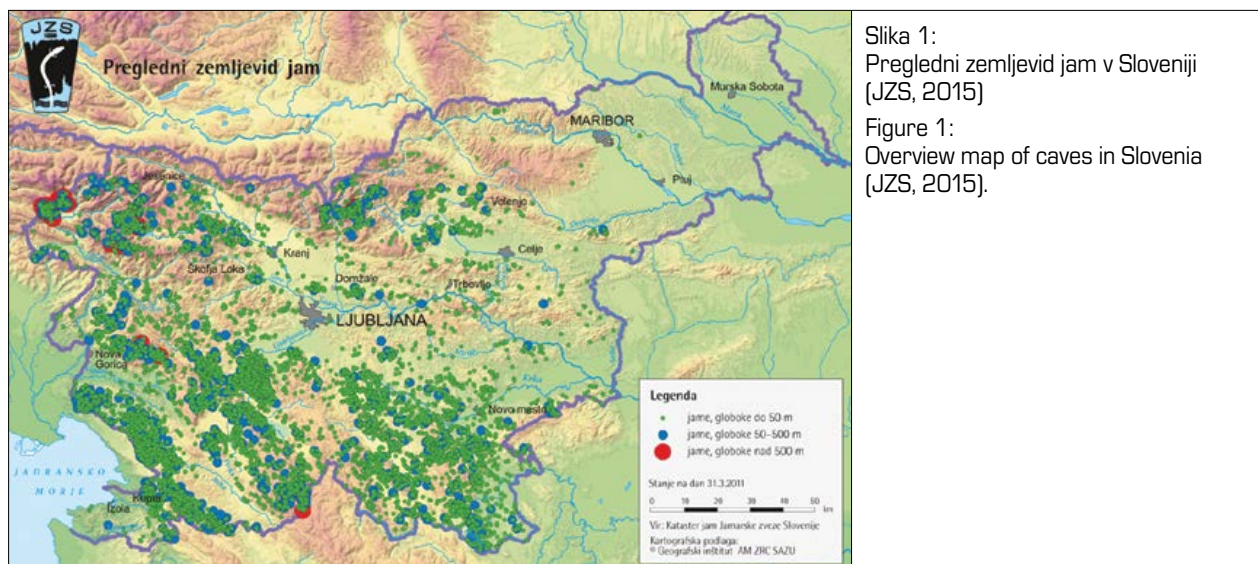 JZS
Pregledni zemljevid jam
Murska Sobota
MARIBOR
Ptuj
Jesenice
Velenje
Celje
Kranj
Škofja Loka
Domžale
Trbovlje
LJUBLJANA
Nova
Gorica
Krka
Novo mesto
JADRANSKO
MORJE
Koper
Izola
Legenda
jame, globoke do 50 m
jame, globoke 50–500 m
jame, globoke nad 500 m
Stanje na dan 31.3.2011
0 10 20 30 40 50
km
Vir: Kataster jam Jamarske zveze Slovenije
Kartografska podlaga:
© Geografski inštitut AM ZRC SAZU
Slika 1:
Pregledni zemljevid jam v Sloveniji
(JZS, 2015)
Figure 1:
Overview map of caves in Slovenia
(JZS, 2015).